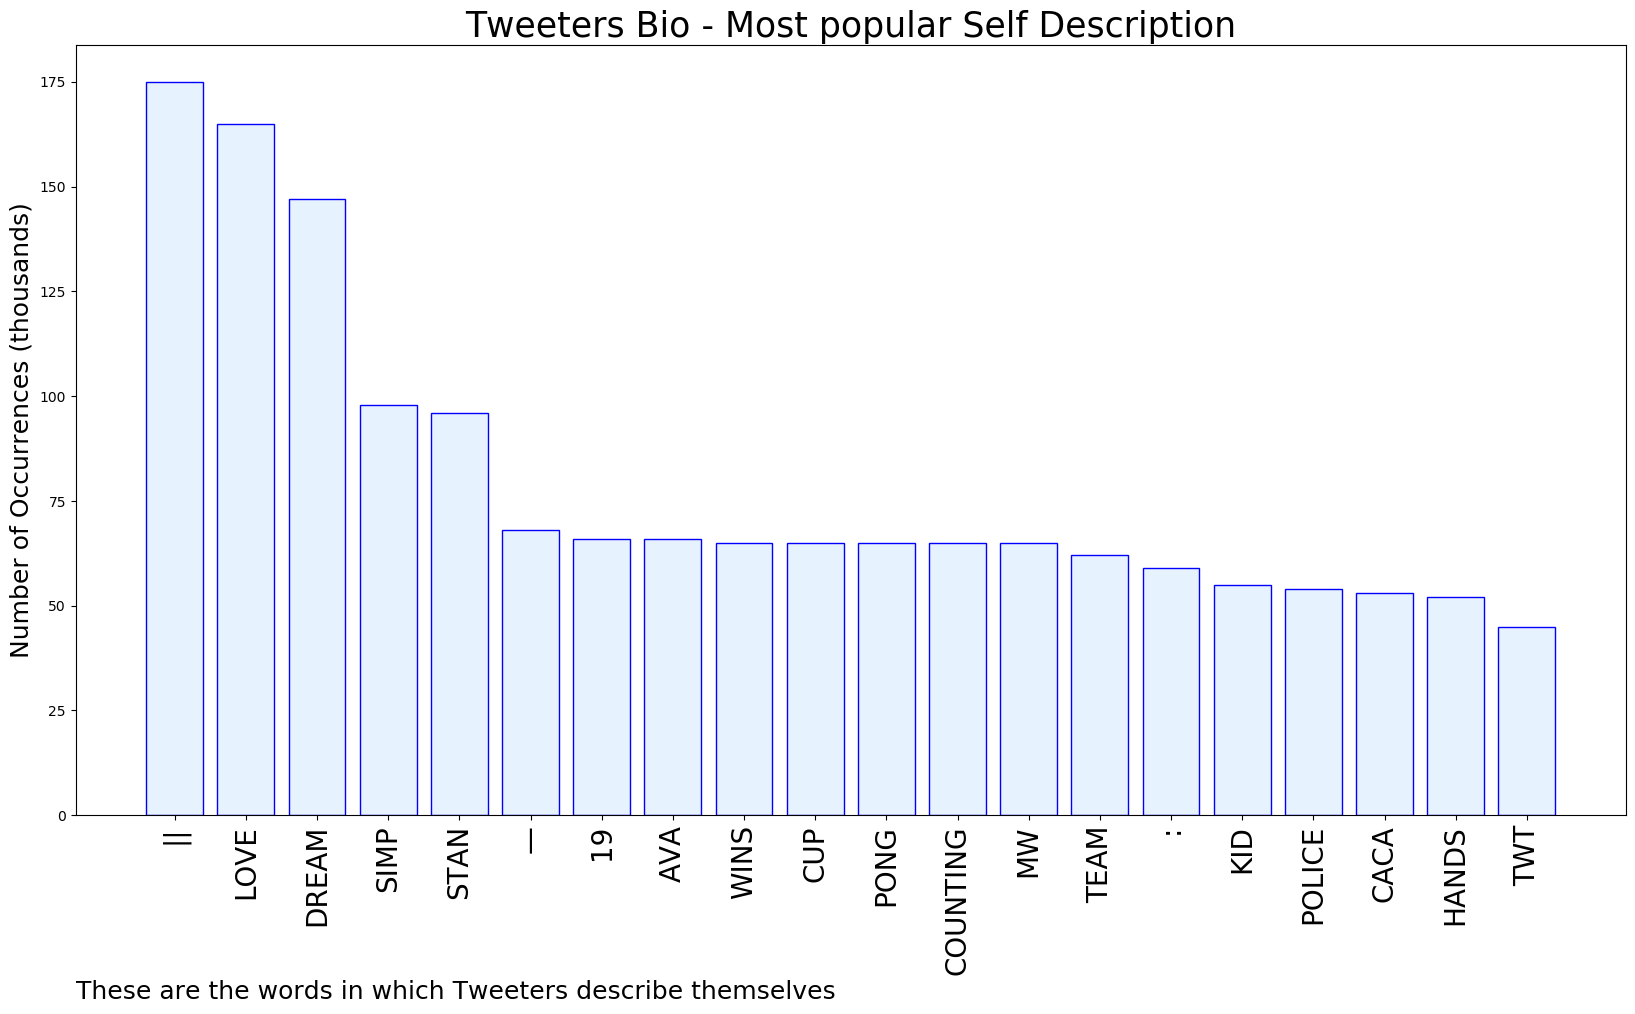 Tweeters Bio - Most popular Self Description
Number of Occurrences (thousands)
175
150
125
100
75
50
25
0
||
LOVE
DREAM
SIMP
STAN
—
19
AVA
WINS
CUP
PONG
COUNTING
MW
TEAM
:
KID
POLICE
CACA
HANDS
TWT
These are the words in which Tweeters describe themselves